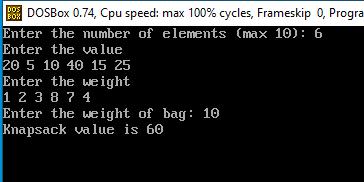 DOS BOX DOSBox 0.74, Cpu speed: max 100% cycles, Frameskip 0, Progra
Enter the number of elements (max 10): 6
Enter the value
20 5 10 40 15 25
Enter the weight
1 2 3 8 7 4
Enter the weight of bag: 10
Knapsack value is 60